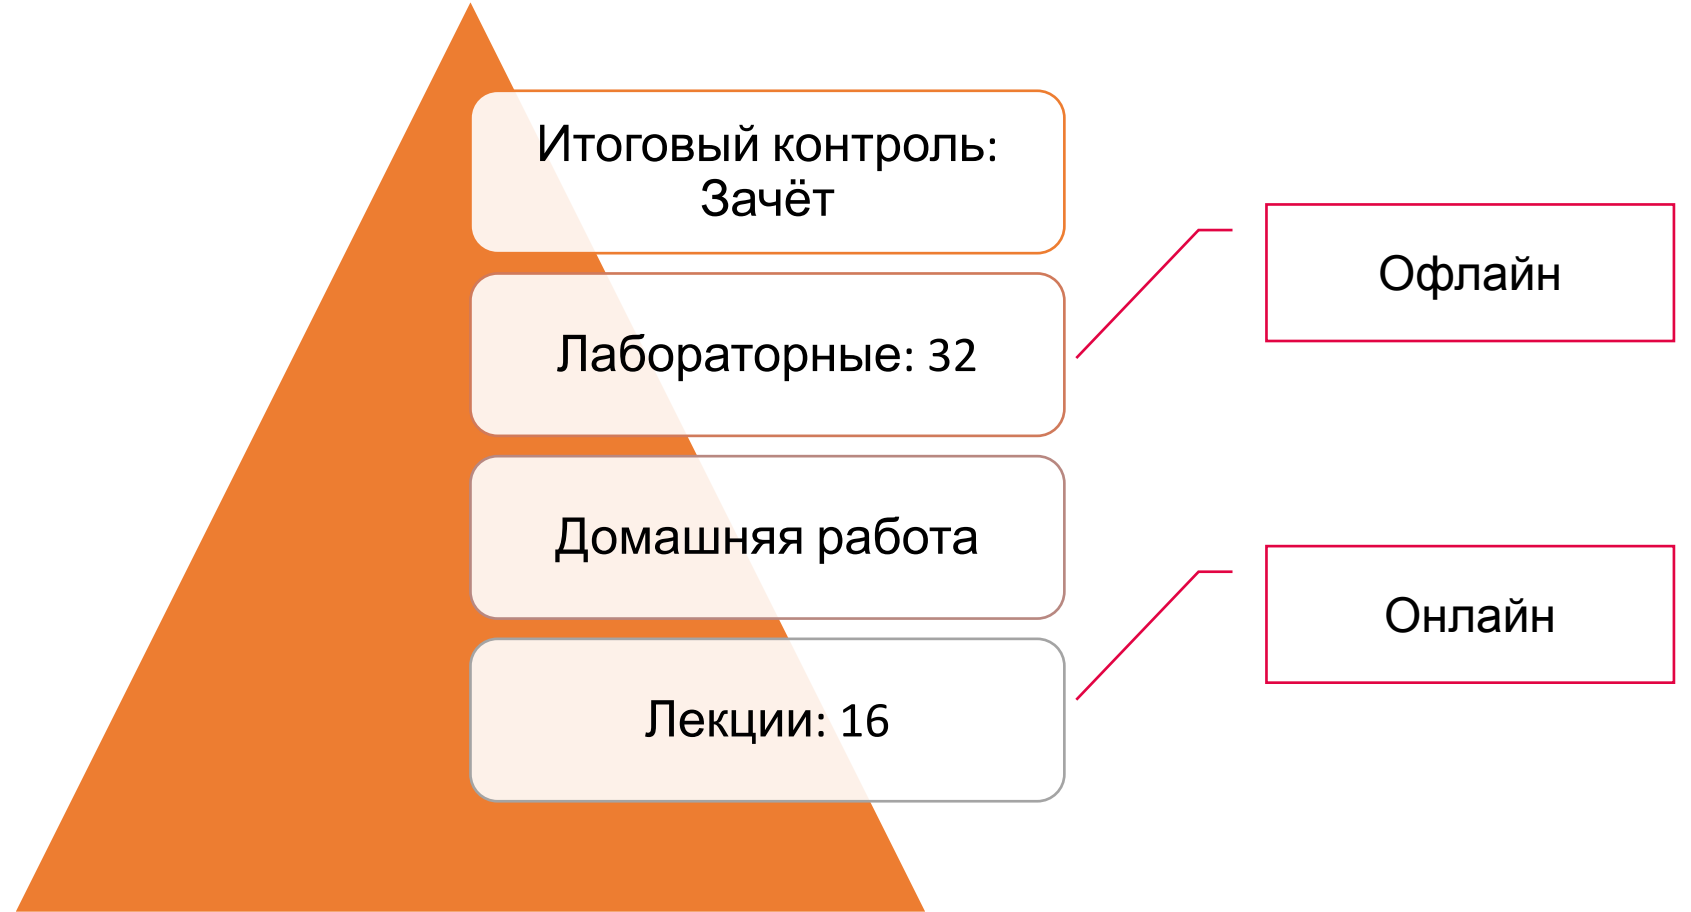 Итоговый контроль:
Зачёт
Лабораторные: 32
Офлайн
Домашняя работа
Лекции: 16
Онлайн